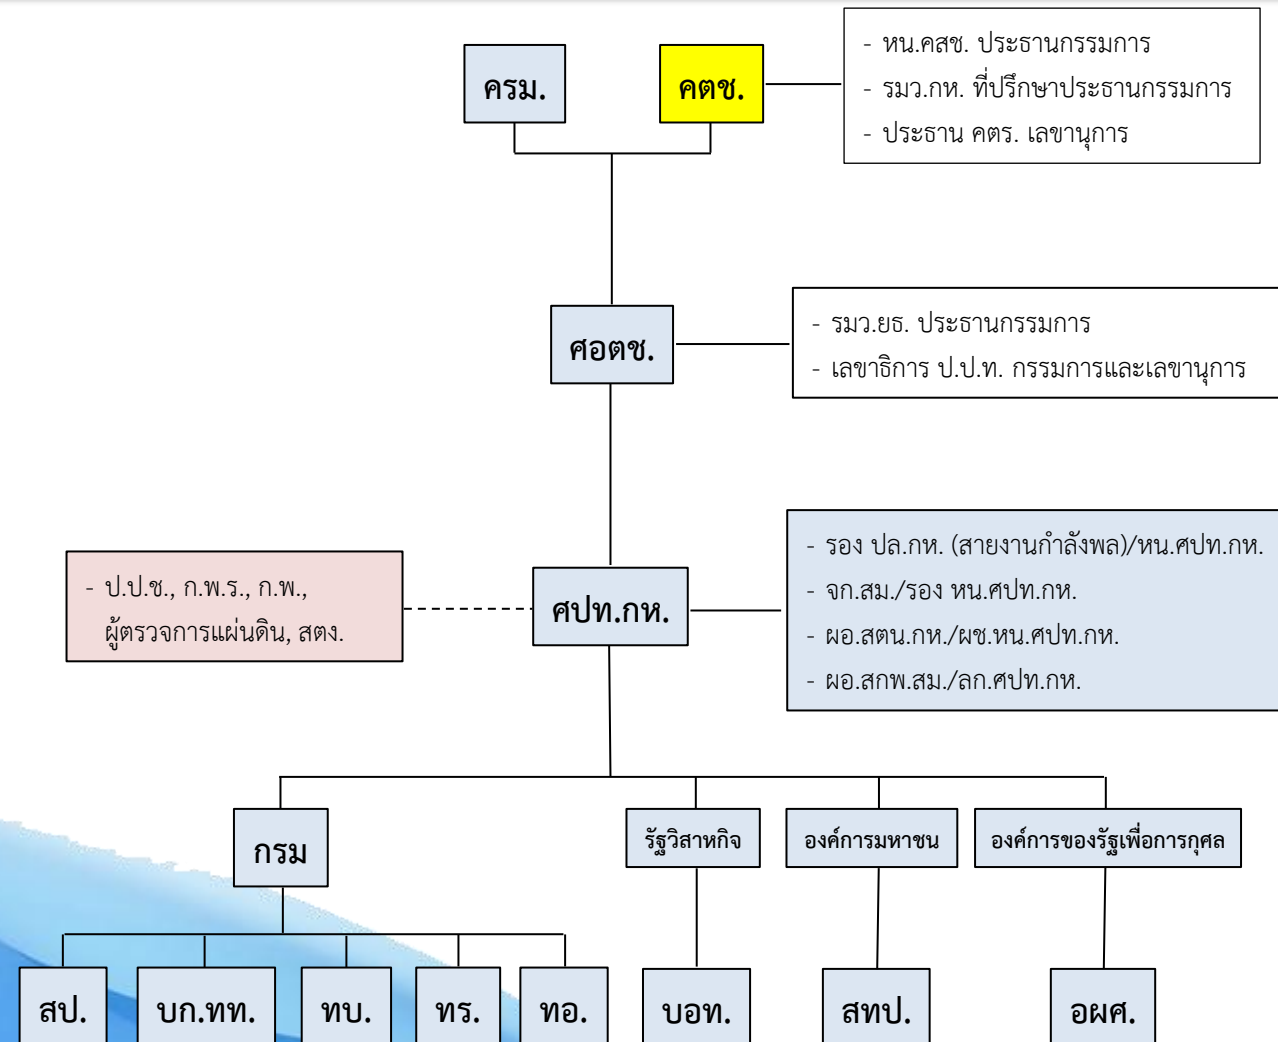 ครม.
คตช.
- หน.คสช. ประธานกรรมการ
- รมว.กห. ที่ปรึกษาประธานกรรมการ
- ประธาน คตร. เลขานุการ
ศอตช.
- รมว.ยธ. ประธานกรรมการ
- เลขาธิการ ป.ป.ท. กรรมการและเลขานุการ
- ป.ป.ช., ก.พ.ร., ก.พ.,
ผู้ตรวจการแผ่นดิน, สตง.
ศปท.กห.
- รอง ปล.กห. (สายงานกำลังพล)/หน.ศปท.กห.
- จก.สม./รอง หน.ศปท.กห.
- ผอ.สตน.กห./ผช.หน.ศปท.กห.
- ผอ.สกพ.สม./ลก.ศปท.กห.
กรม
รัฐวิสาหกิจ
องค์การมหาชน
องค์การของรัฐเพื่อการกุศล
สป.
บก.ทท.
ทบ.
ทร.
ทอ.
บอท.
สทป.
อผศ.